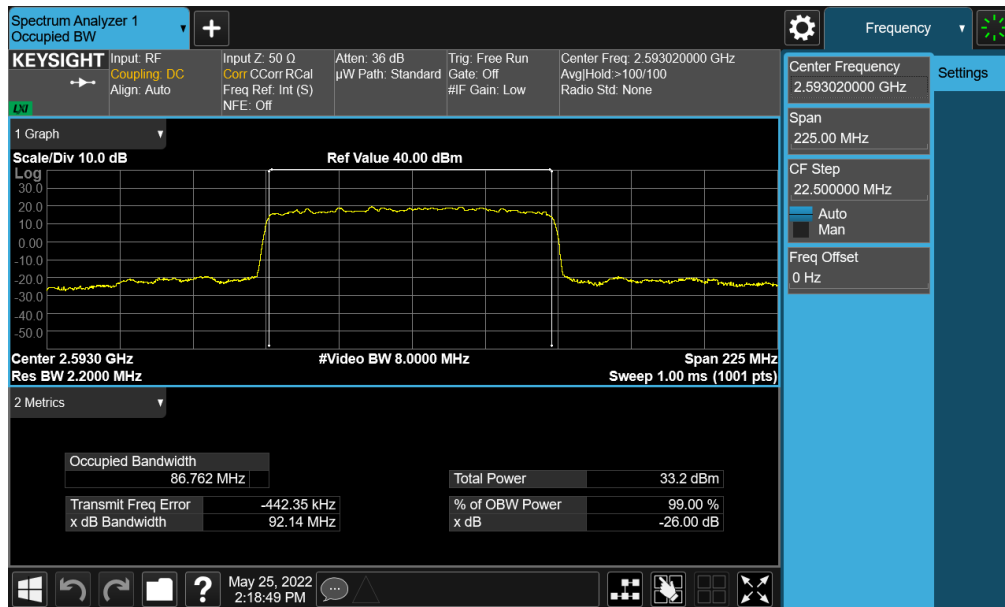 Spectrum Analyzer 1
Occupied BW
Frequency
KEYSIGHT
LXI
Input: RF
Coupling: DC
Align: Auto
Input Z: 50 Ω
Corr CCorr RCal
Freq Ref: Int (S)
NFE: Off
Atten: 36 dB
µW Path: Standard
Trig: Free Run
Gate: Off
#IF Gain: Low
Center Freq: 2.593020000 GHz
Avg|Hold:>100/100
Radio Std: None
Center Frequency
2.593020000 GHz
Settings
Span
225.00 MHz
CF Step
22.500000 MHz
Auto
Man
Freq Offset
0 Hz
1 Graph
Scale/Div 10.0 dB
Ref Value 40.00 dBm
Log
30.0
20.0
10.0
0.00
-10.0
-20.0
-30.0
-40.0
-50.0
Center 2.5930 GHz
#Video BW 8.0000 MHz
Span 225 MHz
Res BW 2.2000 MHz
Sweep 1.00 ms (1001 pts)
2 Metrics
Occupied Bandwidth
86.762 MHz
Total Power 33.2 dBm
Transmit Freq Error -442.35 kHz
% of OBW Power 99.00 %
x dB Bandwidth 92.14 MHz
x dB -26.00 dB
?
May 25, 2022
2:18:49 PM